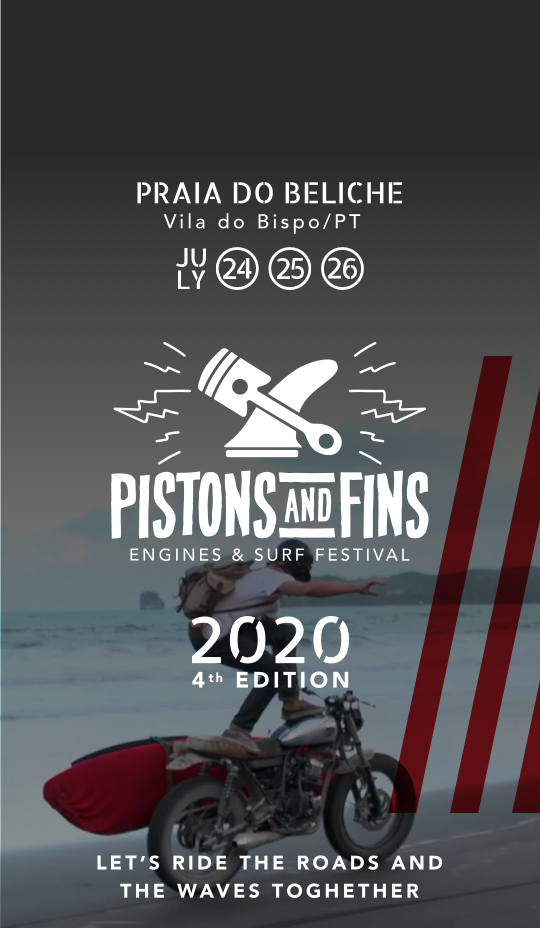 PRAIA DO BELICHE
Vila do Bispo/PT
JU
LY 24 25 26
PISTONS AND FINS
ENGINES & SURF FESTIVAL
2020
4th EDITION
LET'S RIDE THE ROADS AND
THE WAVES TOGHETHER